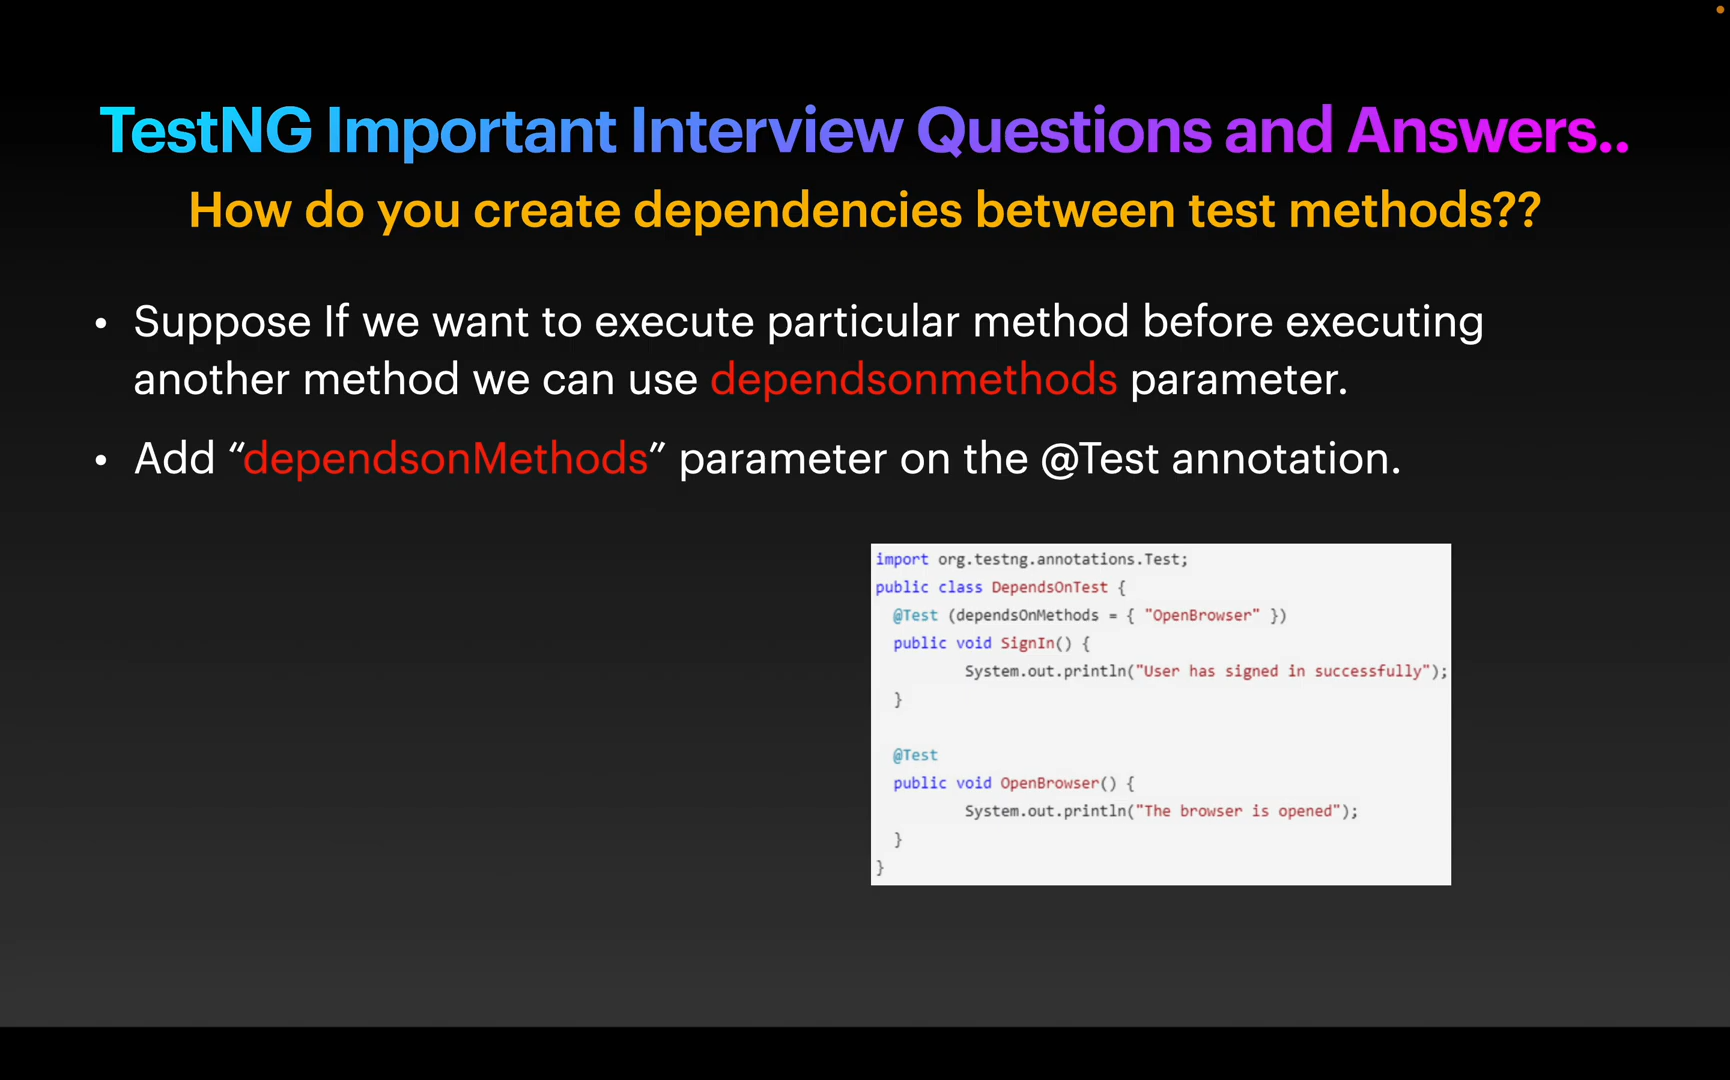 TestNG Important Interview Questions and Answers..
How do you create dependencies between test methods??
• Suppose If we want to execute particular method before executing
another method we can use dependsonmethods parameter.
• Add “dependsonMethods” parameter on the @Test annotation.
import org.testng.annotations.Test;
public class DependsOnTest {
@Test (dependsOnMethods = { "OpenBrowser" })
public void SignIn() {
System.out.println("User has signed in successfully");
}
@Test
public void OpenBrowser() {
System.out.println("The browser is opened");
}
}